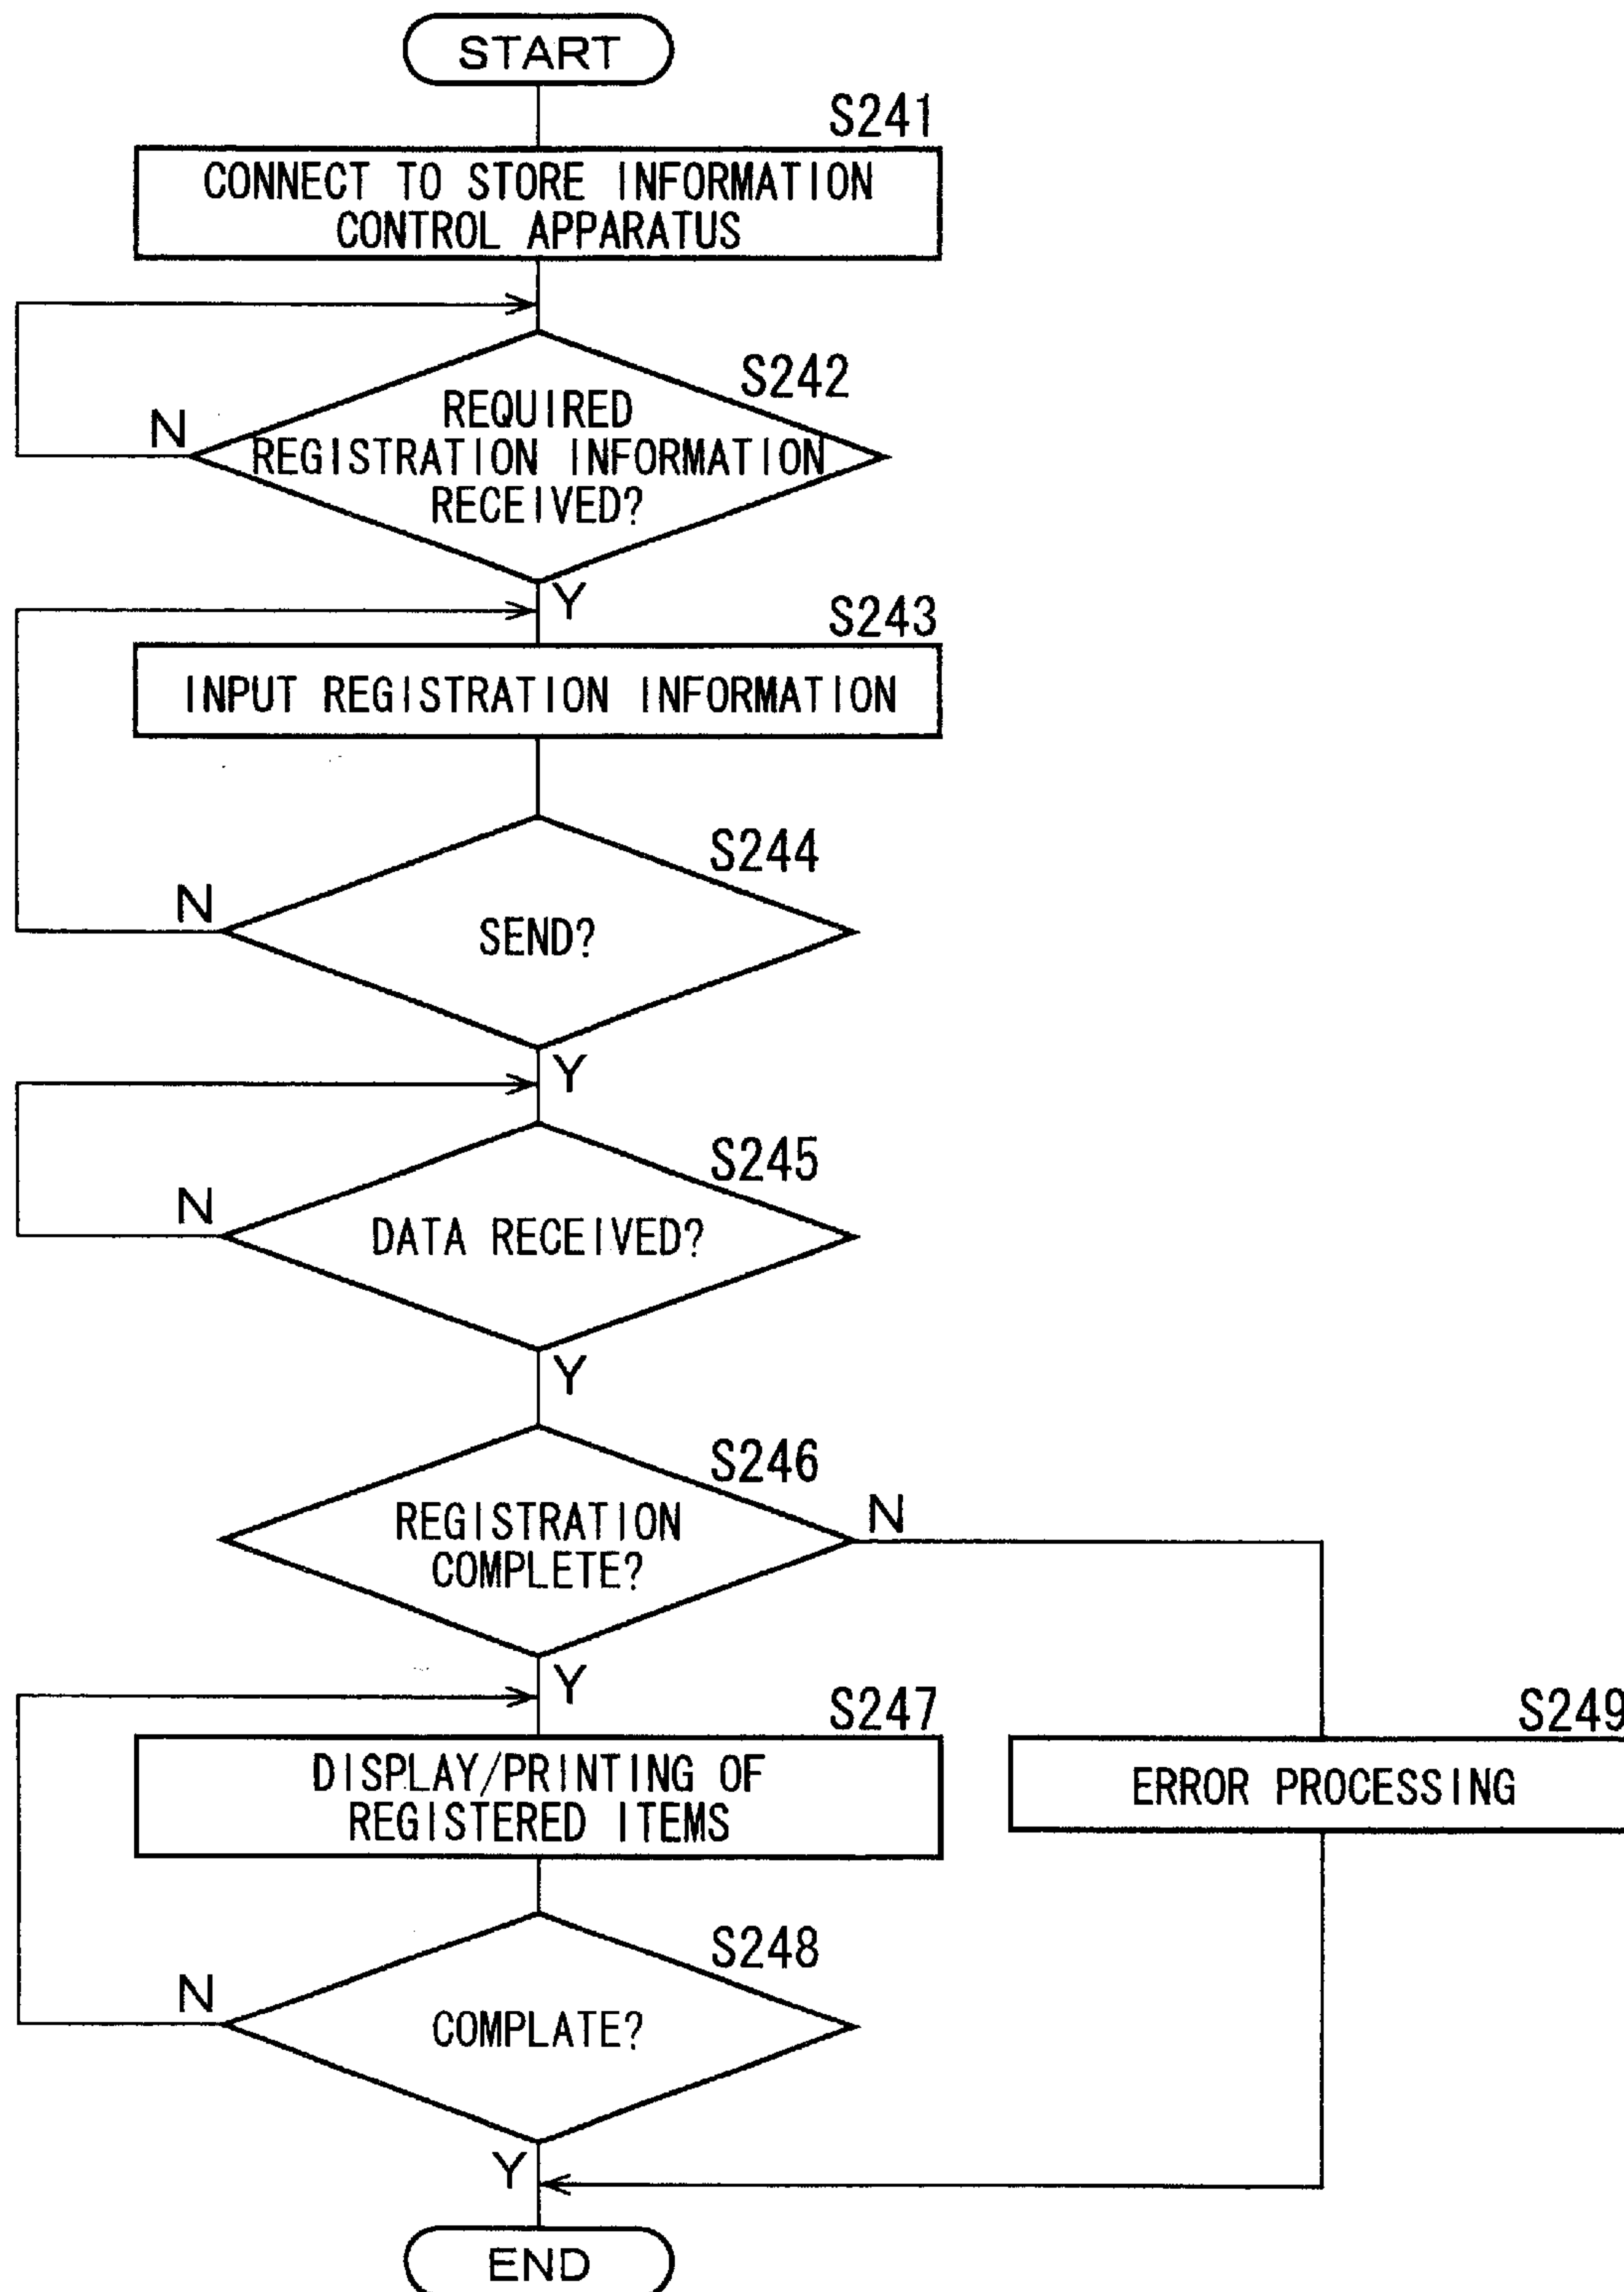 START
S241
CONNECT TO STORE INFORMATION
CONTROL APPARATUS
S242
REQUIRED
N
REGISTRATION INFORMATION
RECEIVED?
Y
S243
INPUT REGISTRATION INFORMATION
S244
N
SEND?
Y
S245
N
DATA RECEIVED?
Y
S246
N
REGISTRATION
COMPLETE?
Y
S247
DISPLAY/PRINTING OF
REGISTERED ITEMS
S249
ERROR PROCESSING
S248
N
COMPLATE?
Y
END